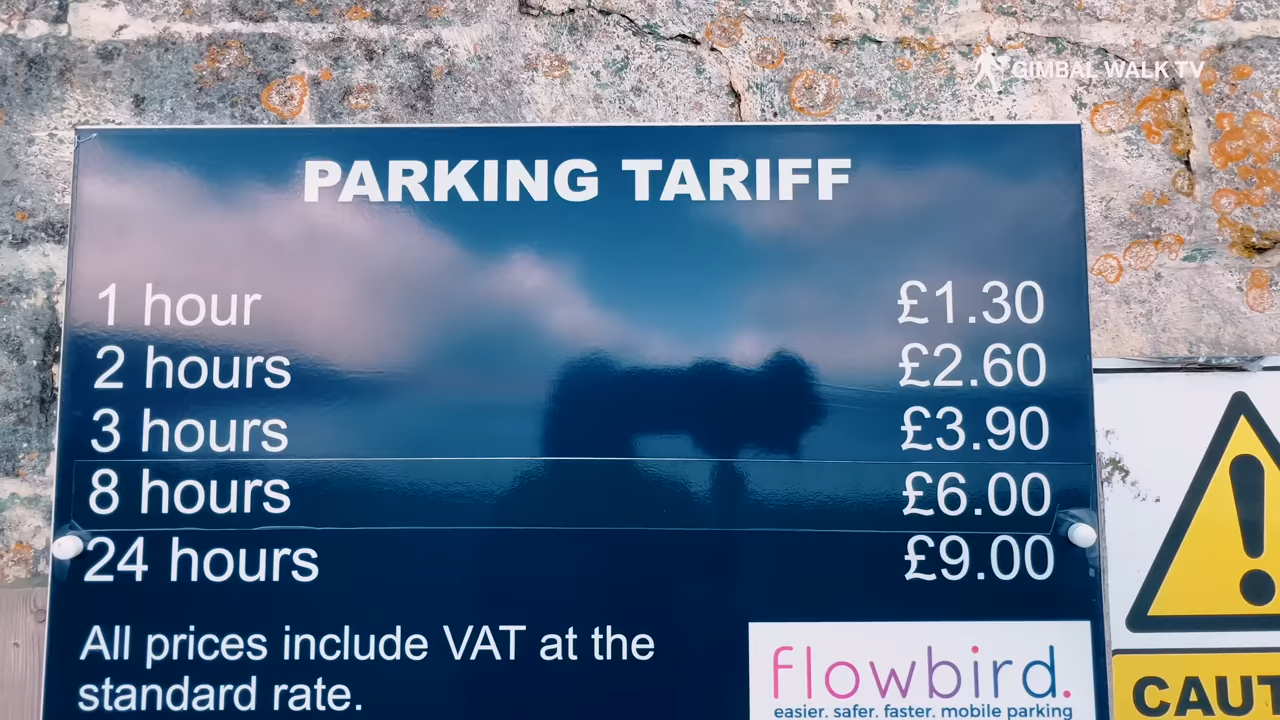 GIMBAL WALK TV
PARKING TARIFF
1 hour £1.30
2 hours £2.60
3 hours £3.90
8 hours £6.00
24 hours £9.00
All prices include VAT at the
standard rate.
flowbird.
easier. safer. faster. mobile parking
CAUT